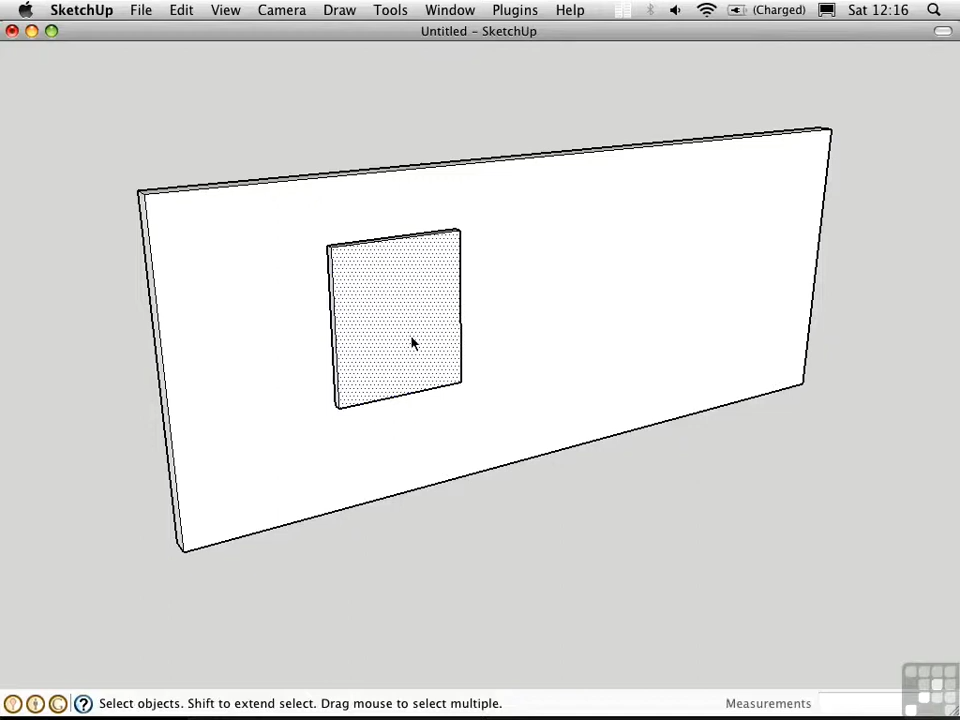 SketchUp File Edit View Camera Draw Tools Window Plugins Help (Charged) Sat 12:16
Untitled – SketchUp
Select objects. Shift to extend select. Drag mouse to select multiple. Measurements